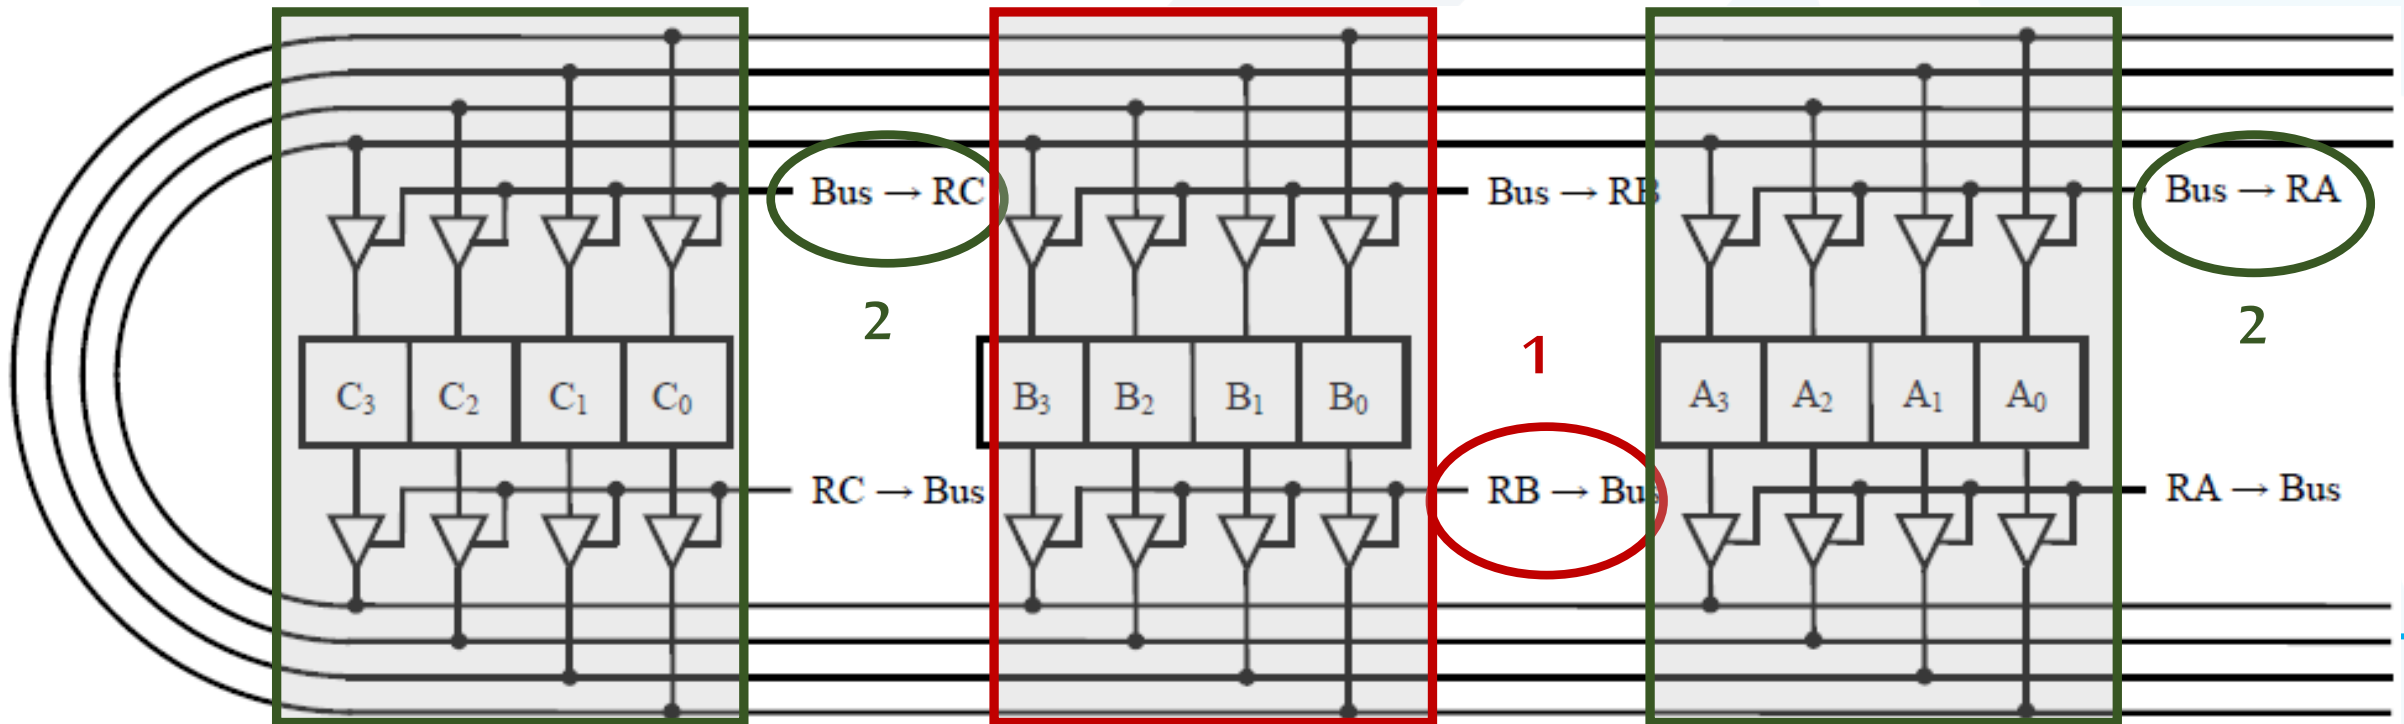 Bus → RC
Bus → RB
Bus → RA
2
1
2
C₃ C₂ C₁ C₀
B₃ B₂ B₁ B₀
A₃ A₂ A₁ A₀
RC → Bus
RB → Bus
RA → Bus